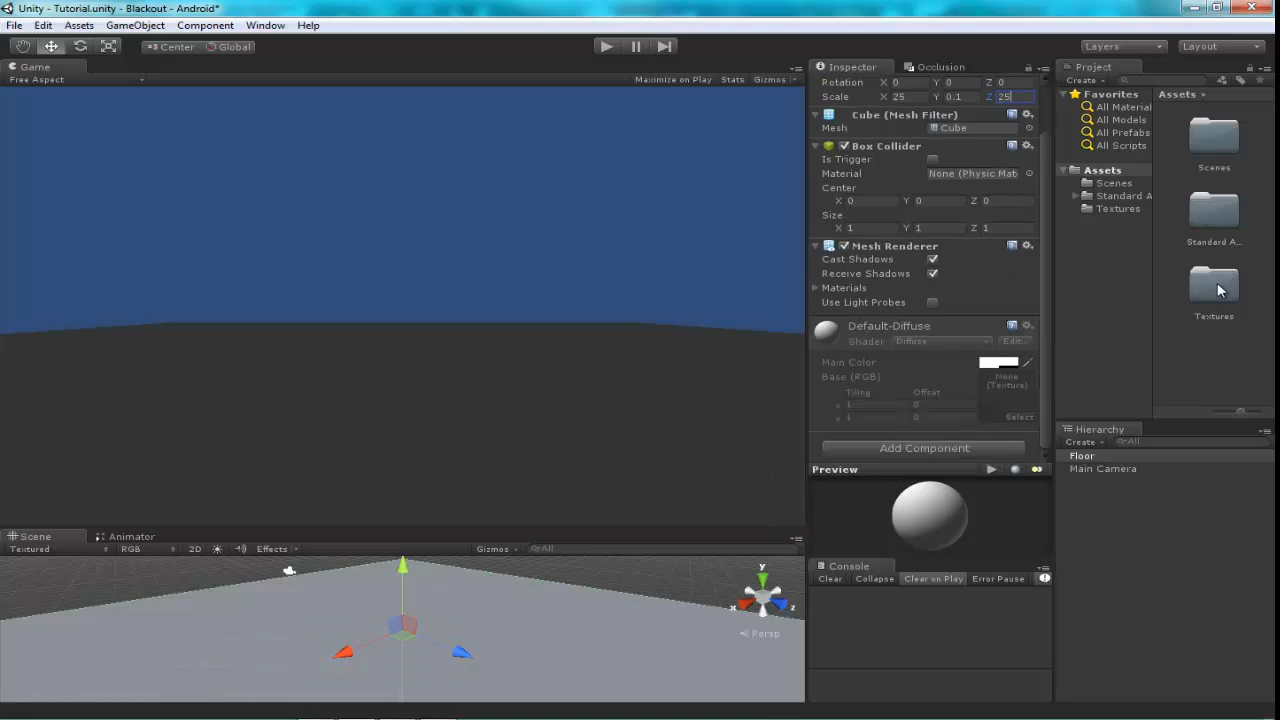 Unity - Tutorial.unity - Blackout - Android*
File Edit Assets GameObject Component Window Help
Center Global
Layers Layout
Game
Free Aspect
Maximize on Play Stats Gizmos
Inspector Occlusion
Rotation X 0 Y 0 Z 0
Scale X 25 Y 0.1 Z 25
Cube (Mesh Filter)
Mesh Cube
Box Collider
Is Trigger
Material None (Physic Mat
Center
X 0 Y 0 Z 0
Size
X 1 Y 1 Z 1
Mesh Renderer
Cast Shadows
Receive Shadows
Materials
Use Light Probes
Default-Diffuse
Shader Diffuse Edit...
Main Color
Base (RGB)
None
(Texture)
Tiling Offset
x 1 0
y 1 0
Select
Add Component
Preview
Console
Clear Collapse Clear on Play Error Pause
Project
Create
Favorites
All Material
All Models
All Prefabs
All Scripts
Assets
Scenes
Standard A
Textures
Assets
Scenes
Standard A...
Textures
Hierarchy
Create All
Floor
Main Camera
Scene Animator
Textured RGB 2D Effects Gizmos All
y
x z
Persp